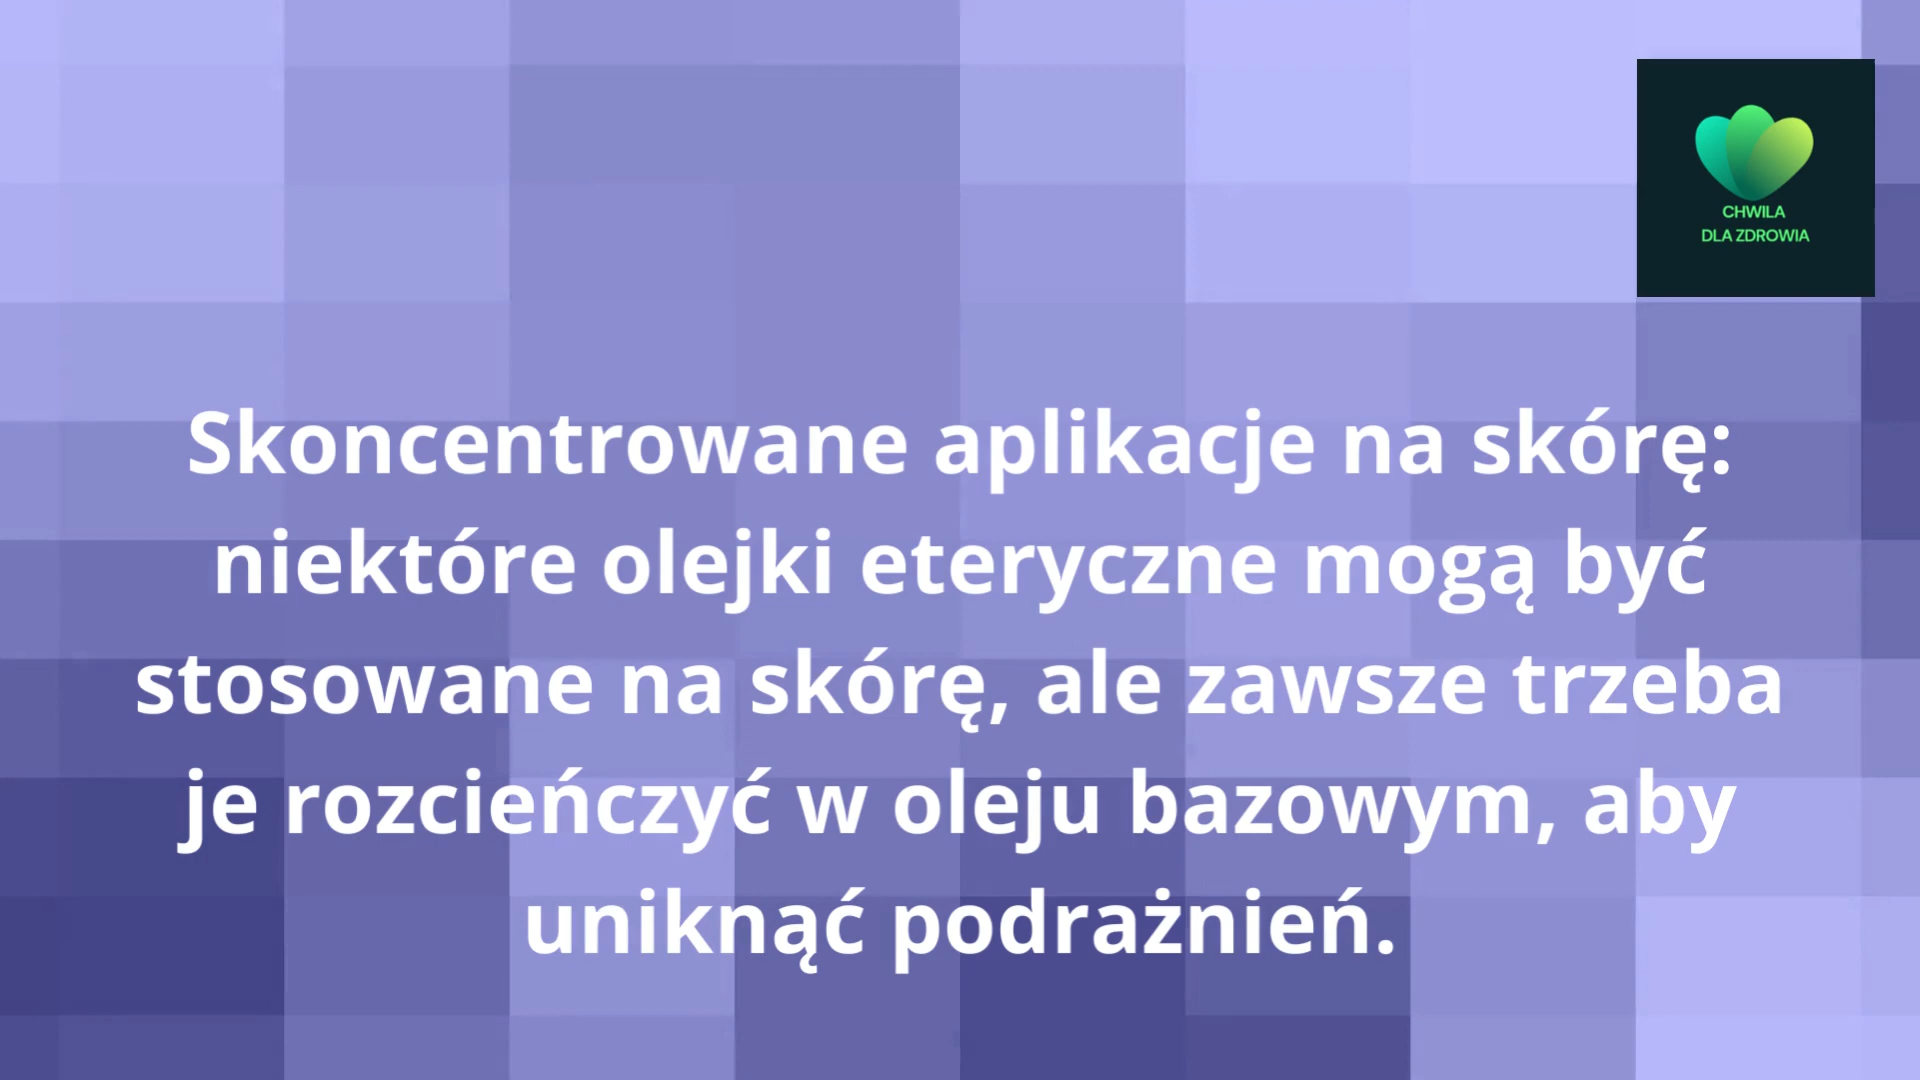 CHWILA
DLA ZDROWIA
Skoncentrowane aplikacje na skórę:
niektóre olejki eteryczne mogą być
stosowane na skórę, ale zawsze trzeba
je rozcieńczyć w oleju bazowym, aby
uniknąć podrażnień.